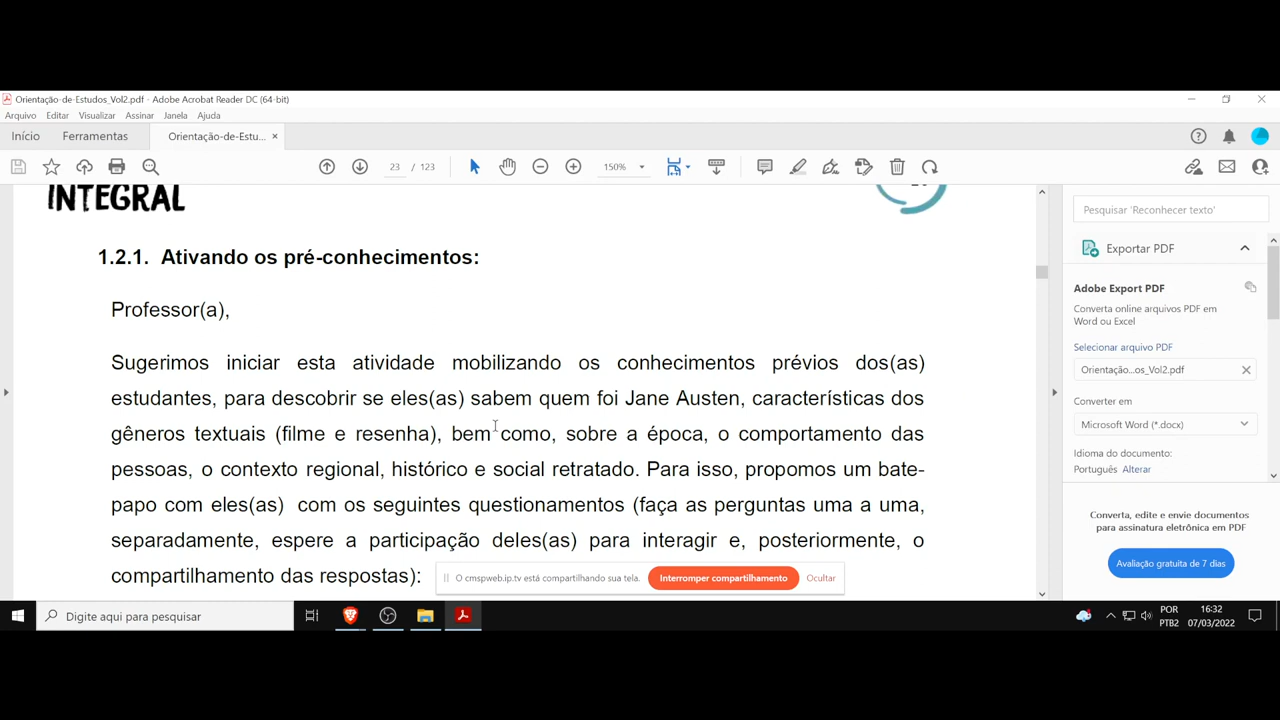 Orientação-de-Estudos_Vol2.pdf - Adobe Acrobat Reader DC (64-bit)
Arquivo Editar Visualizar Assinar Janela Ajuda
Início Ferramentas Orientação-de-Estu... ×
23 / 123 150%
INTEGRAL
1.2.1. Ativando os pré-conhecimentos:
Professor(a),
Sugerimos iniciar esta atividade mobilizando os conhecimentos prévios dos(as)
estudantes, para descobrir se eles(as) sabem quem foi Jane Austen, características dos
gêneros textuais (filme e resenha), bem como, sobre a época, o comportamento das
pessoas, o contexto regional, histórico e social retratado. Para isso, propomos um bate-
papo com eles(as) com os seguintes questionamentos (faça as perguntas uma a uma,
separadamente, espere a participação deles(as) para interagir e, posteriormente, o
compartilhamento das respostas):
Pesquisar 'Reconhecer texto'
Exportar PDF
Adobe Export PDF
Converta online arquivos PDF em
Word ou Excel
Selecionar arquivo PDF
Orientação...os_Vol2.pdf
Converter em
Microsoft Word (*.docx)
Idioma do documento:
Português Alterar
Converta, edite e envie documentos
para assinatura eletrônica em PDF
Avaliação gratuita de 7 dias
O cmspweb.ip.tv está compartilhando sua tela. Interromper compartilhamento Ocultar
Digite aqui para pesquisar
POR
PTB2
16:32
07/03/2022